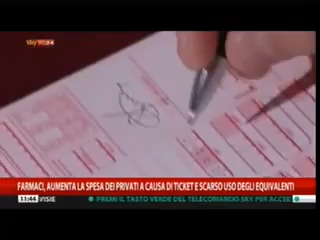 sky TG24
FARMACI, AUMENTA LA SPESA DEI PRIVATI A CAUSA DI TICKET E SCARSO USO DEGLI EQUIVALENTI
11:44 VISIE PREMI IL TASTO VERDE DEL TELECOMANDO SKY PER ACCED